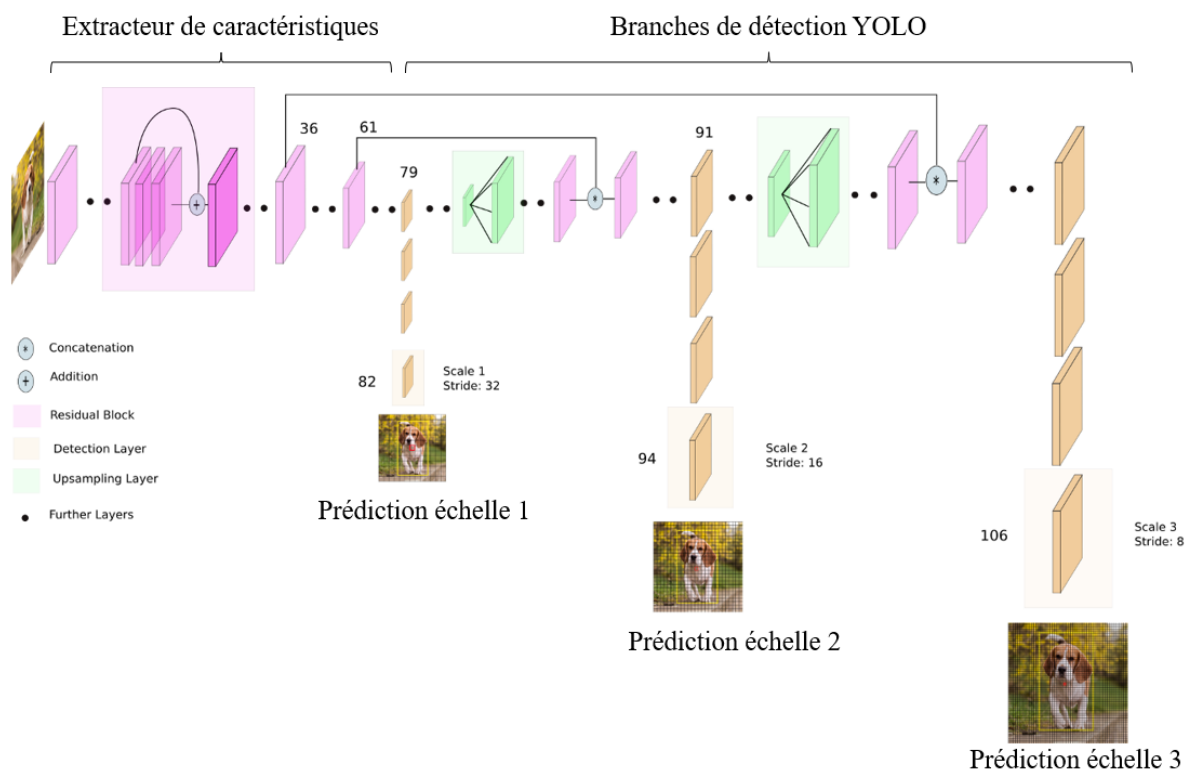 Extracteur de caractéristiques
Branches de détection YOLO
36
61
91
79
+
*
*
* Concatenation
+ Addition
Residual Block
Detection Layer
Upsampling Layer
Further Layers
82
Scale 1
Stride: 32
Prédiction échelle 1
94
Scale 2
Stride: 16
Prédiction échelle 2
106
Scale 3
Stride: 8
Prédiction échelle 3